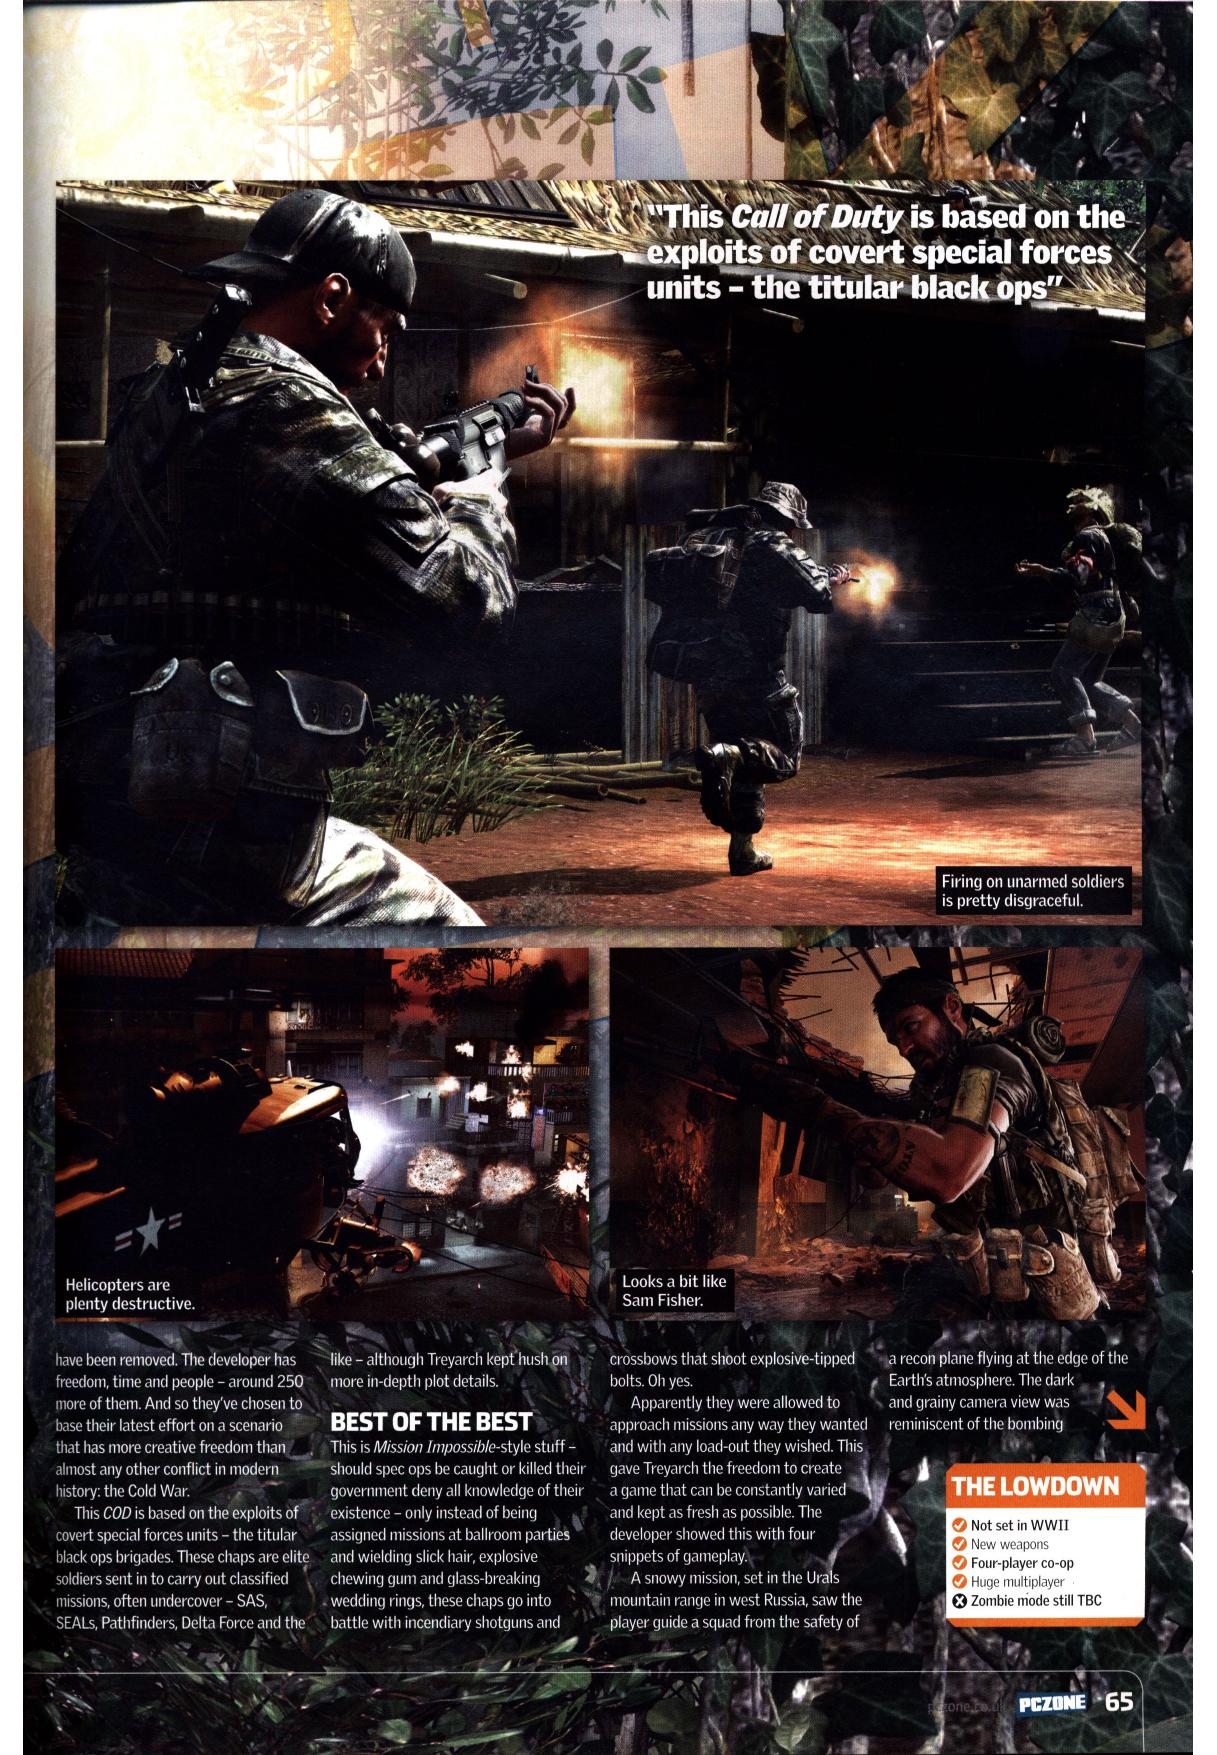 "This Call of Duty is based on the
exploits of covert special forces
units – the titular black ops"
Firing on unarmed soldiers
is pretty disgraceful.
Helicopters are
plenty destructive.
Looks a bit like
Sam Fisher.
have been removed. The developer has
freedom, time and people – around 250
more of them. And so they've chosen to
base their latest effort on a scenario
that has more creative freedom than
almost any other conflict in modern
history: the Cold War.
This COD is based on the exploits of
covert special forces units – the titular
black ops brigades. These chaps are elite
soldiers sent in to carry out classified
missions, often undercover – SAS,
SEALs, Pathfinders, Delta Force and the
like – although Treyarch kept hush on
more in-depth plot details.
BEST OF THE BEST
This is Mission Impossible-style stuff –
should spec ops be caught or killed their
government deny all knowledge of their
existence – only instead of being
assigned missions at ballroom parties
and wielding slick hair, explosive
chewing gum and glass-breaking
wedding rings, these chaps go into
battle with incendiary shotguns and
crossbows that shoot explosive-tipped
bolts. Oh yes.
Apparently they were allowed to
approach missions any way they wanted
and with any load-out they wished. This
gave Treyarch the freedom to create
a game that can be constantly varied
and kept as fresh as possible. The
developer showed this with four
snippets of gameplay.
A snowy mission, set in the Urals
mountain range in west Russia, saw the
player guide a squad from the safety of
a recon plane flying at the edge of the
Earth's atmosphere. The dark
and grainy camera view was
reminiscent of the bombing
THE LOWDOWN
Not set in WWII
New weapons
Four-player co-op
Huge multiplayer
Zombie mode still TBC
pczone.co.uk PCZONE 65